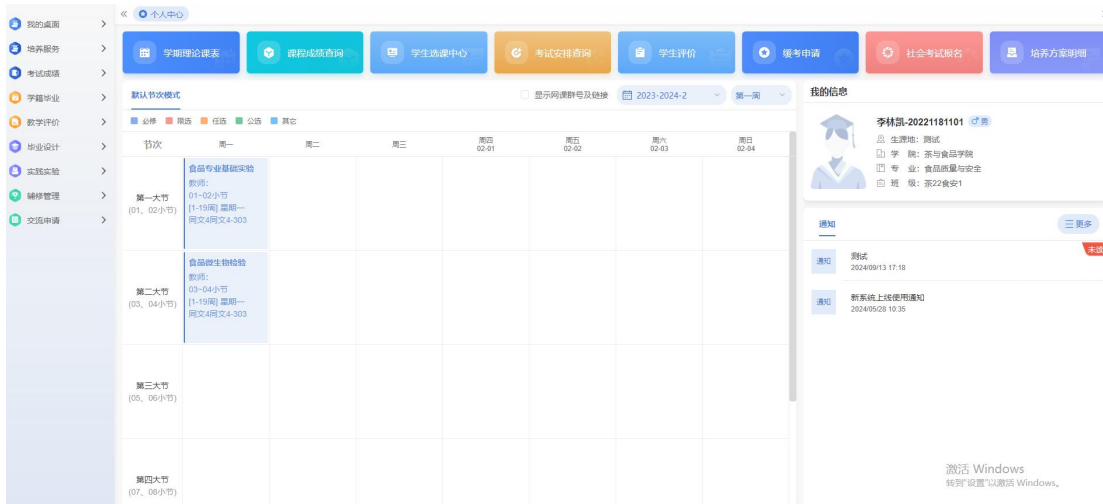 我的桌面
培养服务
考试成绩
学籍毕业
教学评价
毕业设计
实践实验
辅修管理
交流申请
个人中心
学期理论课表
课程成绩查询
学生选课中心
考试安排查询
学生评价
缓考申请
社会考试报名
培养方案明细
默认节次模式
显示网课群号及链接
2023-2024-2
第一周
必修 限选 任选 公选 其它
节次 周一 周二 周三 周四 周五 周六 周日
02-01 02-02 02-03 02-04
第一大节
(01、02小节)
食品专业基础实验
教师:
01~02小节
[1-19周] 星期一
同文4同文4-303
第二大节
(03、04小节)
食品微生物检验
教师:
03~04小节
[1-19周] 星期一
同文4同文4-303
第三大节
(05、06小节)
第四大节
(07、08小节)
我的信息
李林凯-20221181101 男
生源地: 测试
学 院: 茶与食品学院
专 业: 食品质量与安全
班 级: 茶22食安1
通知
更多
通知
测试
2024/09/13 17:18
通知
新系统上线使用通知
2024/05/28 10:35
激活 Windows
转到"设置"以激活 Windows。